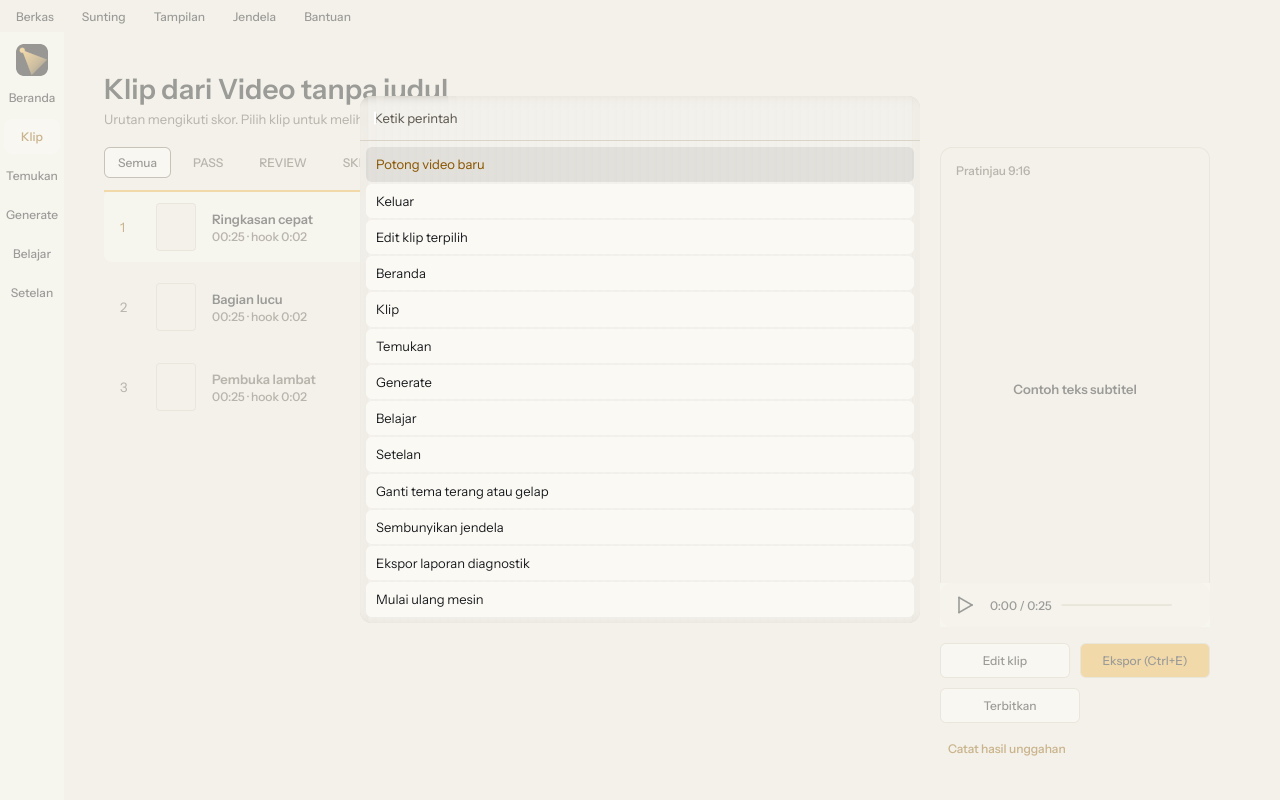 Berkas Sunting Tampilan Jendela Bantuan
Beranda
Klip
Temukan
Generate
Belajar
Setelan
Klip dari Video tanpa judul
Urutan mengikuti skor. Pilih klip untuk
Semua PASS REVIEW
1 Ringkasan cepat
00:25 · hook 0:02
2 Bagian lucu
00:25 · hook 0:02
3 Pembuka lambat
00:25 · hook 0:02
Ketik perintah
Potong video baru
Keluar
Edit klip terpilih
Beranda
Klip
Temukan
Generate
Belajar
Setelan
Ganti tema terang atau gelap
Sembunyikan jendela
Ekspor laporan diagnostik
Mulai ulang mesin
Pratinjau 9:16
Contoh teks subtitel
0:00 / 0:25
Edit klip Ekspor (Ctrl+E)
Terbitkan
Catat hasil unggahan